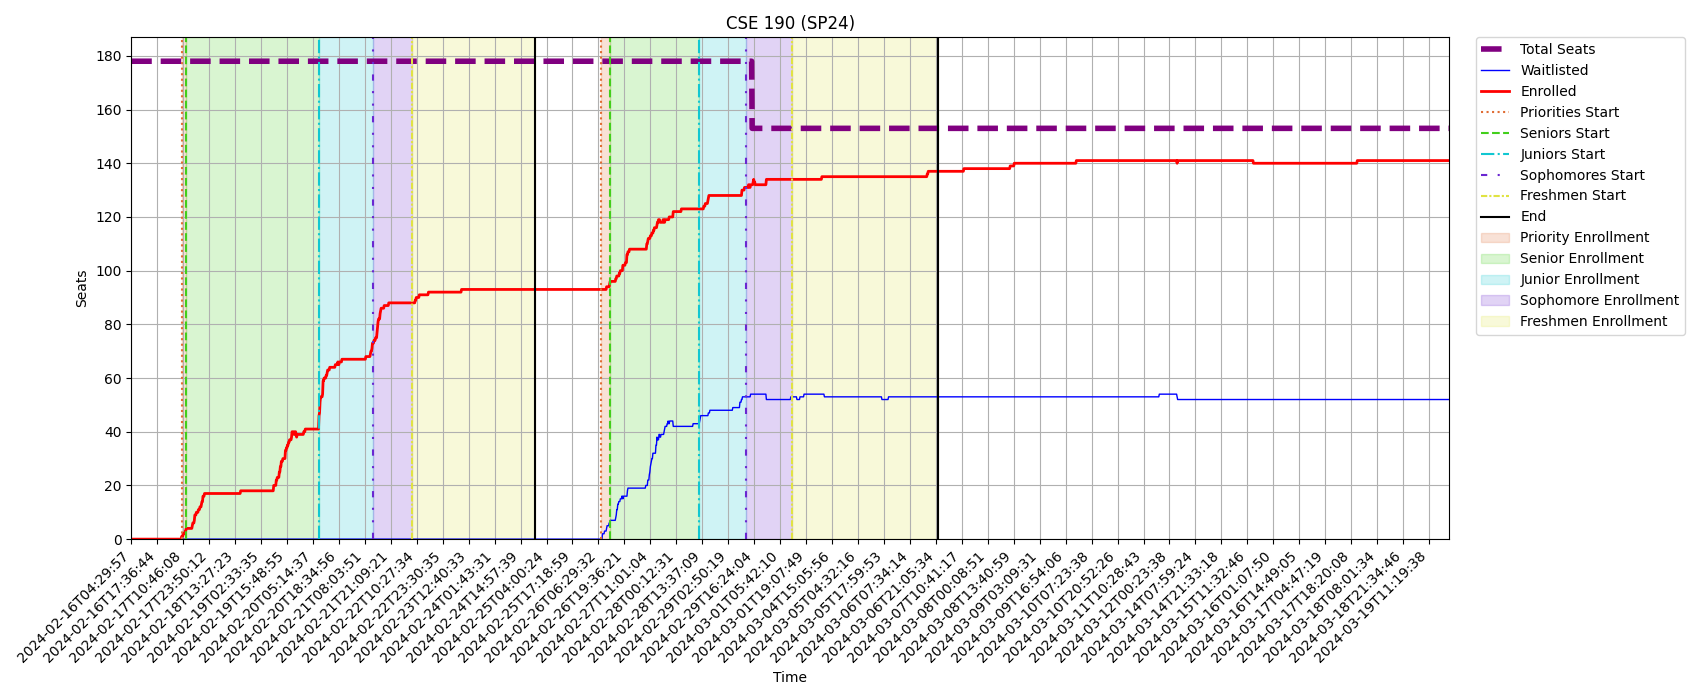 CSE 190 (SP24)
Total Seats
Waitlisted
Enrolled
Priorities Start
Seniors Start
Juniors Start
Sophomores Start
Freshmen Start
End
Priority Enrollment
Senior Enrollment
Junior Enrollment
Sophomore Enrollment
Freshmen Enrollment
Seats
180
160
140
120
100
80
60
40
20
0
2024-02-16T04:29:57
2024-02-16T17:36:44
2024-02-17T10:46:08
2024-02-17T23:50:12
2024-02-18T13:27:23
2024-02-19T02:33:35
2024-02-19T15:48:55
2024-02-20T05:14:37
2024-02-20T18:34:56
2024-02-21T08:03:51
2024-02-21T21:09:21
2024-02-22T10:27:34
2024-02-22T23:30:35
2024-02-23T12:40:33
2024-02-24T01:43:31
2024-02-24T14:57:39
2024-02-25T04:00:24
2024-02-25T17:18:59
2024-02-26T06:29:32
2024-02-26T19:36:21
2024-02-27T11:01:04
2024-02-28T00:12:31
2024-02-28T13:37:09
2024-02-29T02:50:19
2024-02-29T16:24:04
2024-03-01T05:42:10
2024-03-01T19:07:49
2024-03-04T15:05:56
2024-03-05T04:32:16
2024-03-05T17:59:53
2024-03-06T07:34:14
2024-03-06T21:05:34
2024-03-07T10:41:17
2024-03-08T00:08:51
2024-03-08T13:40:59
2024-03-09T03:09:31
2024-03-09T16:54:06
2024-03-10T07:23:38
2024-03-10T20:52:26
2024-03-11T10:28:43
2024-03-12T00:23:38
2024-03-14T07:59:24
2024-03-14T21:33:18
2024-03-15T11:32:46
2024-03-16T01:07:50
2024-03-16T14:49:05
2024-03-17T04:47:19
2024-03-17T18:20:08
2024-03-18T08:01:34
2024-03-18T21:34:46
2024-03-19T11:19:38
Time